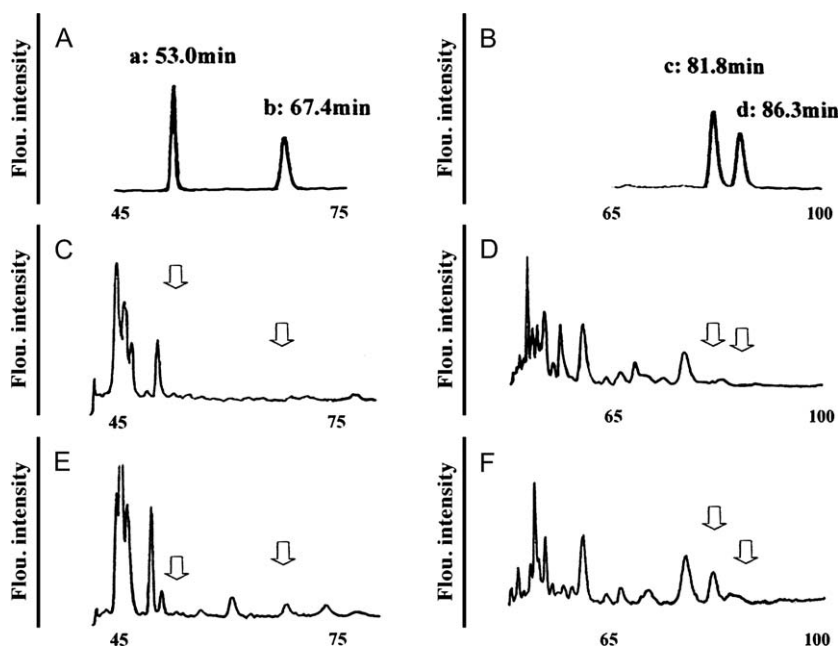 A
Flou. intensity
a: 53.0min
b: 67.4min
45
75
B
Flou. intensity
c: 81.8min
d: 86.3min
65
100
C
Flou. intensity
45
75
D
Flou. intensity
65
100
E
Flou. intensity
45
75
F
Flou. intensity
65
100